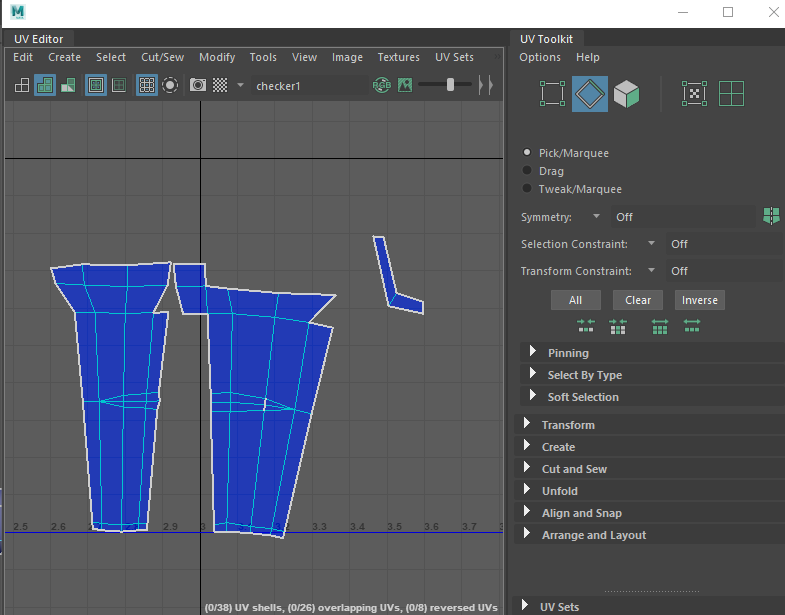 M
UV Editor
UV Toolkit
Edit Create Select Cut/Sew Modify Tools View Image Textures UV Sets
Options Help
checker1
RGB
Pick/Marquee
Drag
Tweak/Marquee
Symmetry: Off
Selection Constraint: Off
Transform Constraint: Off
All Clear Inverse
Pinning
Select By Type
Soft Selection
Transform
Create
Cut and Sew
Unfold
Align and Snap
Arrange and Layout
2.5 2.6 2.9 3 3.3 3.4 3.5 3.6 3.7
(0/38) UV shells, (0/26) overlapping UVs, (0/8) reversed UVs
UV Sets